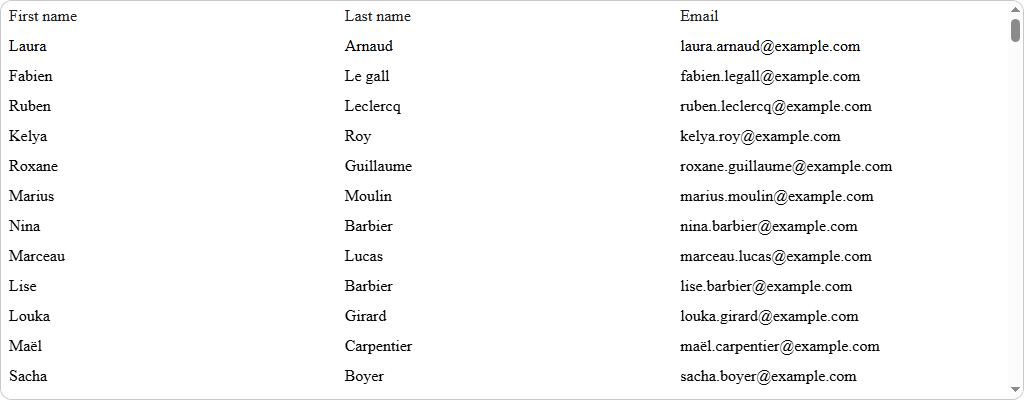 First name Last name Email
Laura Arnaud laura.arnaud@example.com
Fabien Le gall fabien.legall@example.com
Ruben Leclercq ruben.leclercq@example.com
Kelya Roy kelya.roy@example.com
Roxane Guillaume roxane.guillaume@example.com
Marius Moulin marius.moulin@example.com
Nina Barbier nina.barbier@example.com
Marceau Lucas marceau.lucas@example.com
Lise Barbier lise.barbier@example.com
Louka Girard louka.girard@example.com
Maël Carpentier maël.carpentier@example.com
Sacha Boyer sacha.boyer@example.com